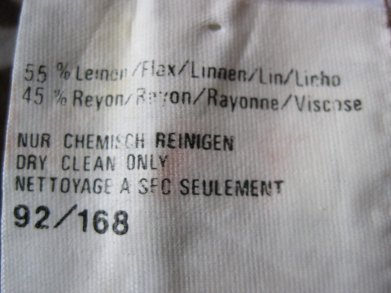 55 % Leinen/Flax/Linnen/Lin/Licho
45 % Reyon/Rayon/Rayonne/Viscose
NUR CHEMISCH REINIGEN
DRY CLEAN ONLY
NETTOYAGE A SEC SEULEMENT
92/168